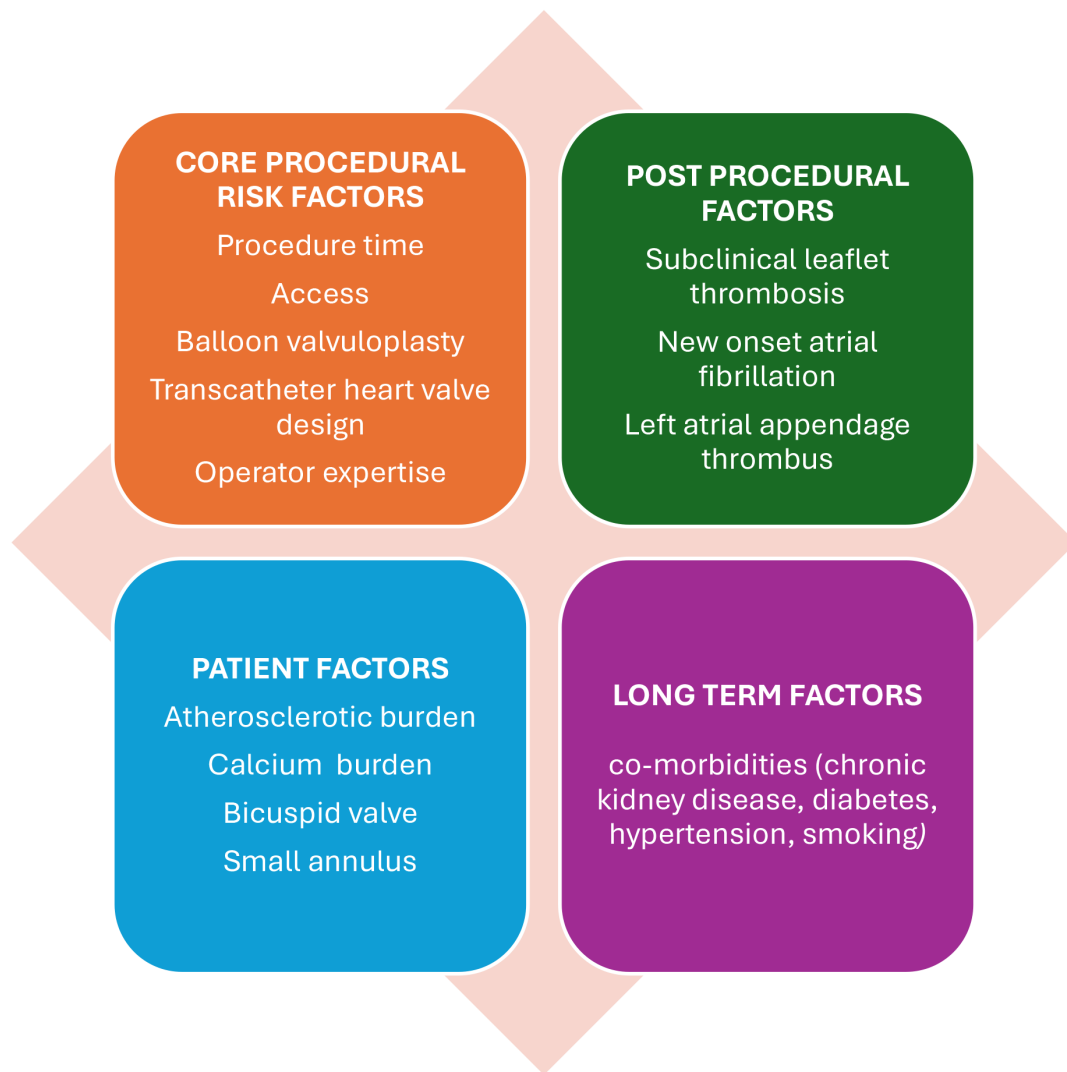 CORE PROCEDURAL
RISK FACTORS
Procedure time
Access
Balloon valvuloplasty
Transcatheter heart valve
design
Operator expertise
POST PROCEDURAL
FACTORS
Subclinical leaflet
thrombosis
New onset atrial
fibrillation
Left atrial appendage
thrombus
PATIENT FACTORS
Atherosclerotic burden
Calcium  burden
Bicuspid valve
Small annulus
LONG TERM FACTORS
co-morbidities (chronic
kidney disease, diabetes,
hypertension, smoking)